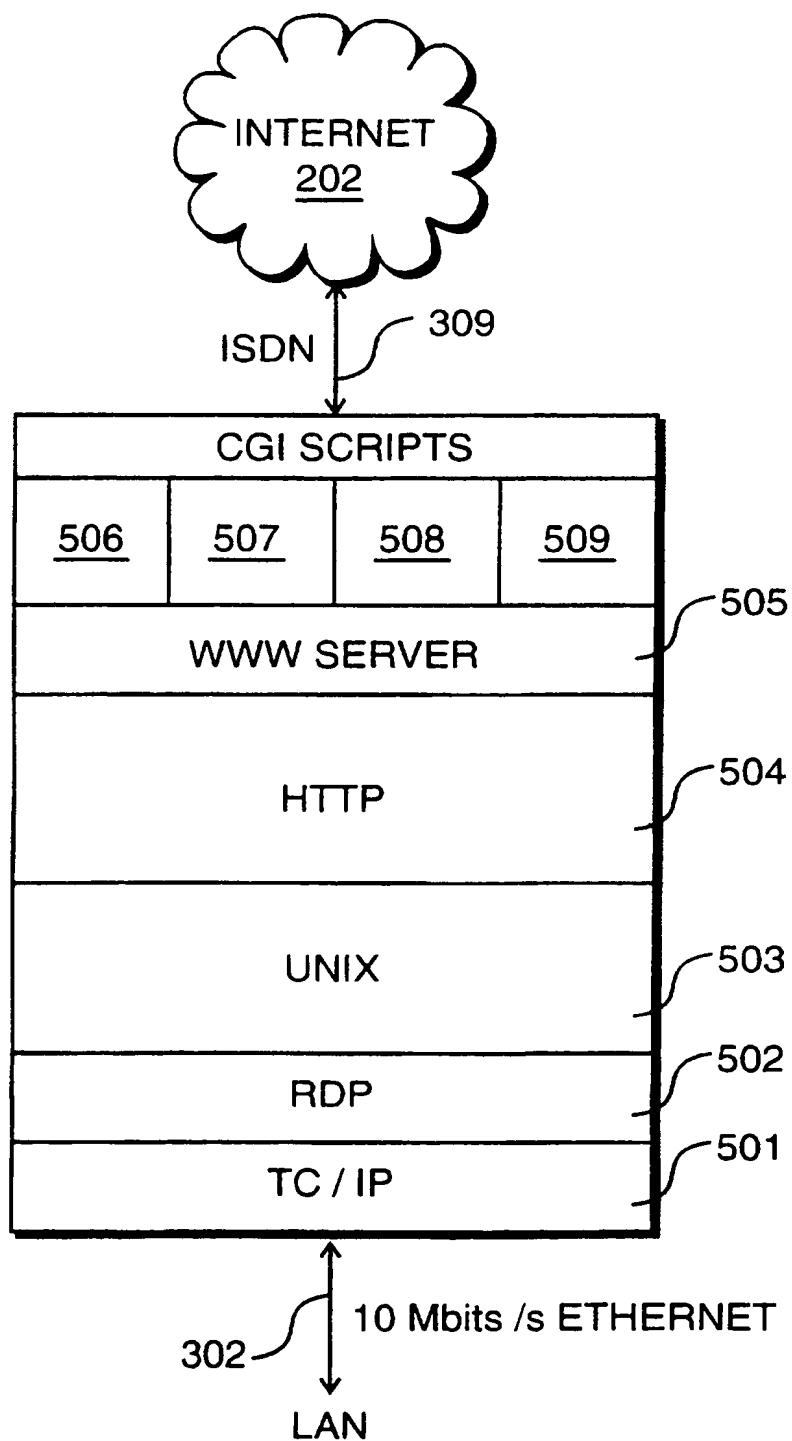 INTERNET
202
309
ISDN
CGI SCRIPTS
506 507 508 509
505
WWW SERVER
504
HTTP
503
UNIX
502
RDP
501
TC / IP
302
10 Mbits /s ETHERNET
LAN